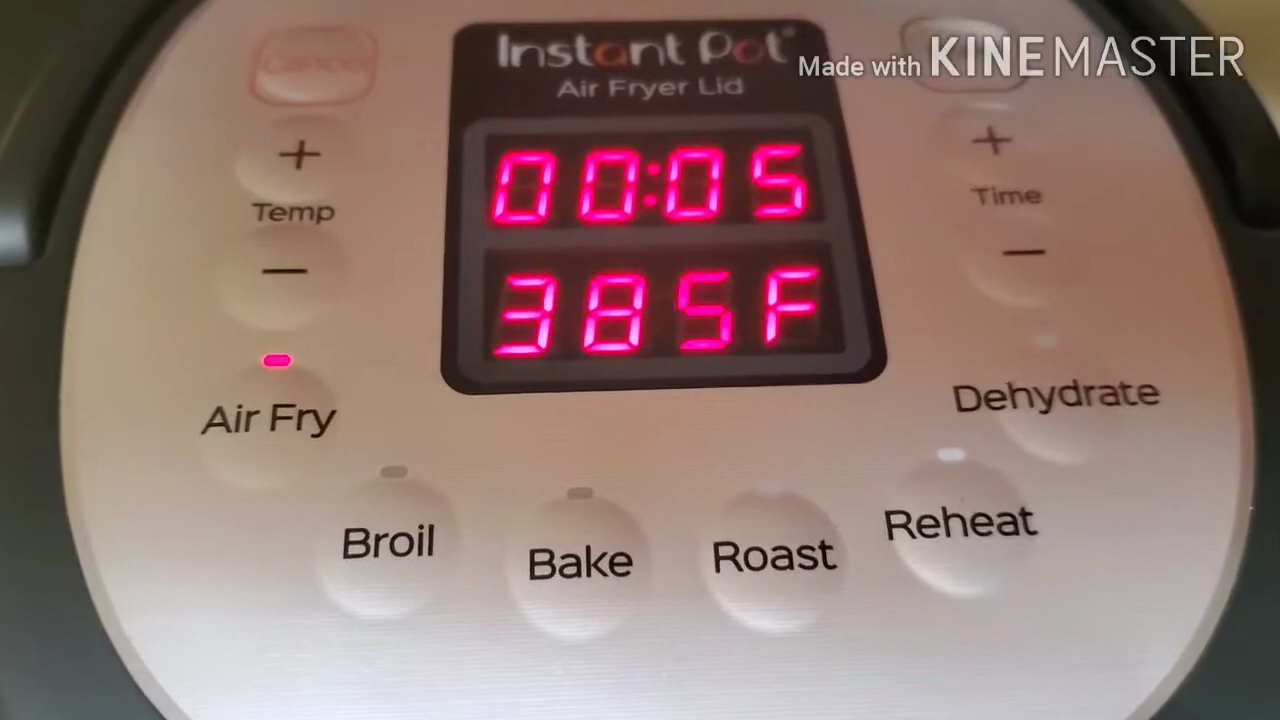 Instant Pot
Air Fryer Lid
Made with KINEMASTER
Cancel
00:05
385F
+
Temp
−
+
Time
−
Air Fry
Broil
Bake
Roast
Reheat
Dehydrate